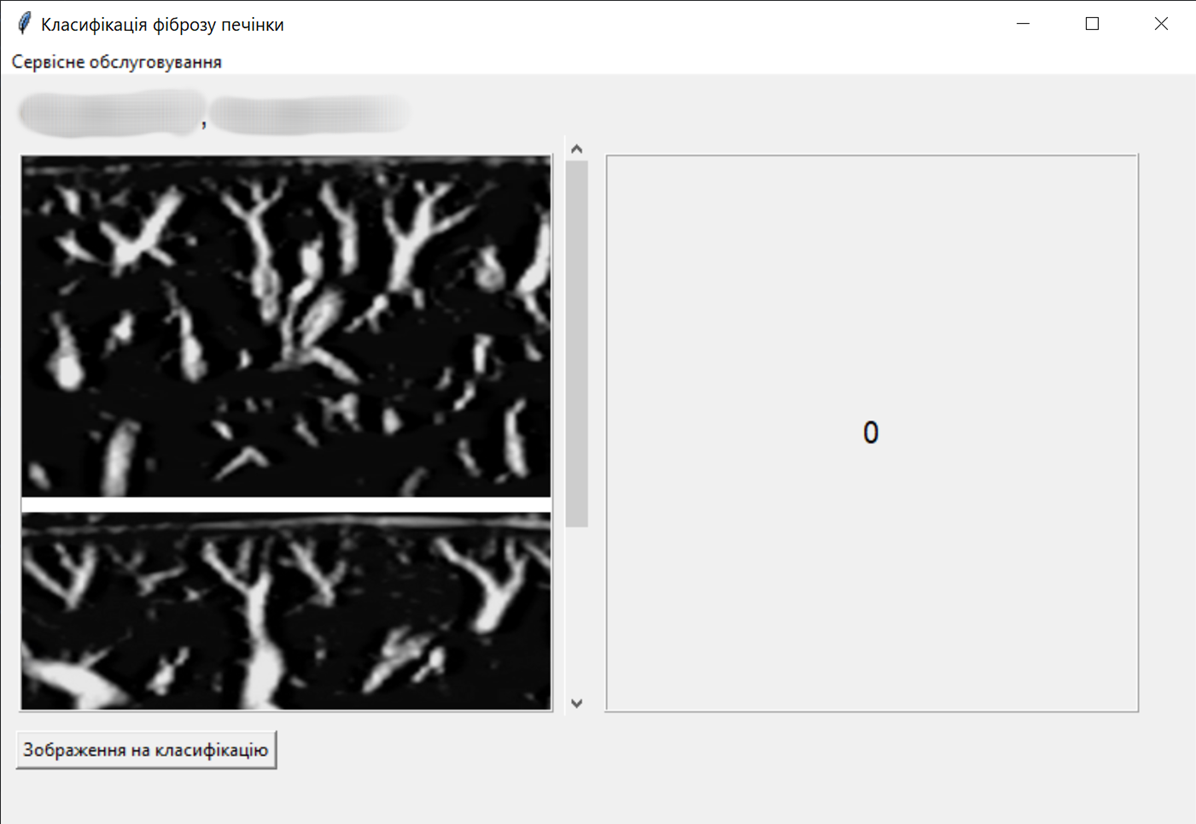 Класифікація фіброзу печінки
Сервісне обслуговування
,
0
Зображення на класифікацію